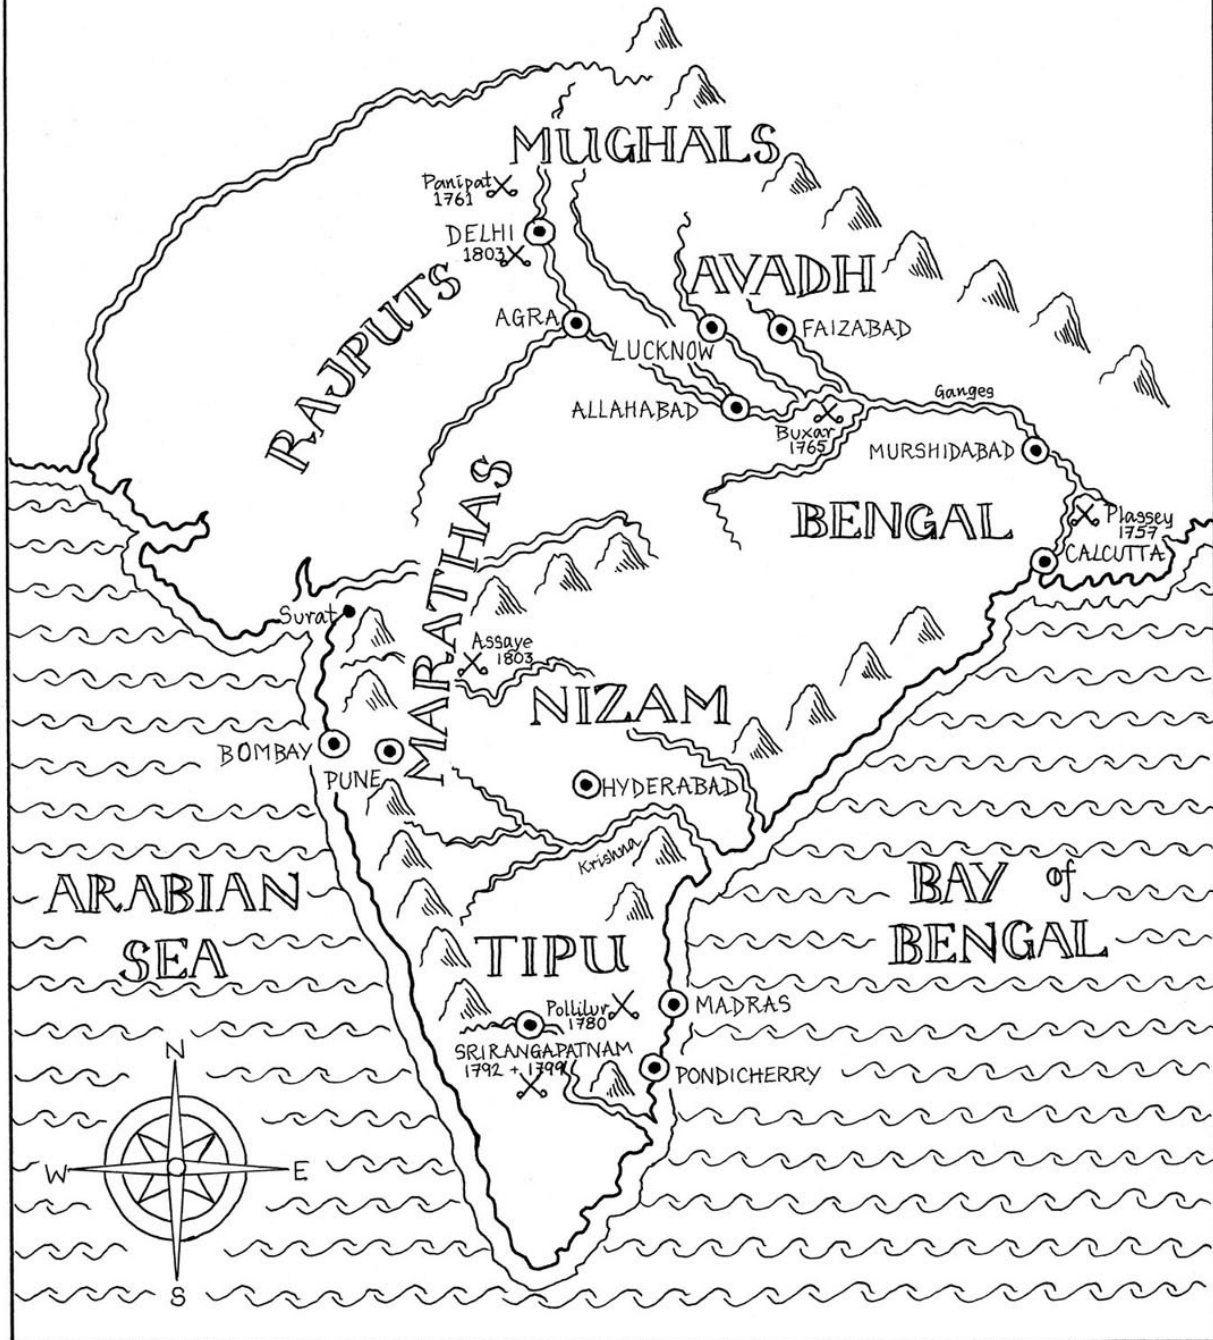 MUGHALS
Panipat
1761
DELHI
1803
RAJPUTS
AVADH
AGRA
LUCKNOW
FAIZABAD
ALLAHABAD
Buxar
1765
Ganges
MURSHIDABAD
BENGAL
Plassey
1757
CALCUTTA
MARATHAS
Surat
Assaye
1803
NIZAM
BOMBAY
PUNE
HYDERABAD
Krishna
ARABIAN
SEA
BAY of
BENGAL
TIPU
Pollilur
1780
MADRAS
SRIRANGAPATNAM
1792 + 1799
PONDICHERRY
N
W
E
S